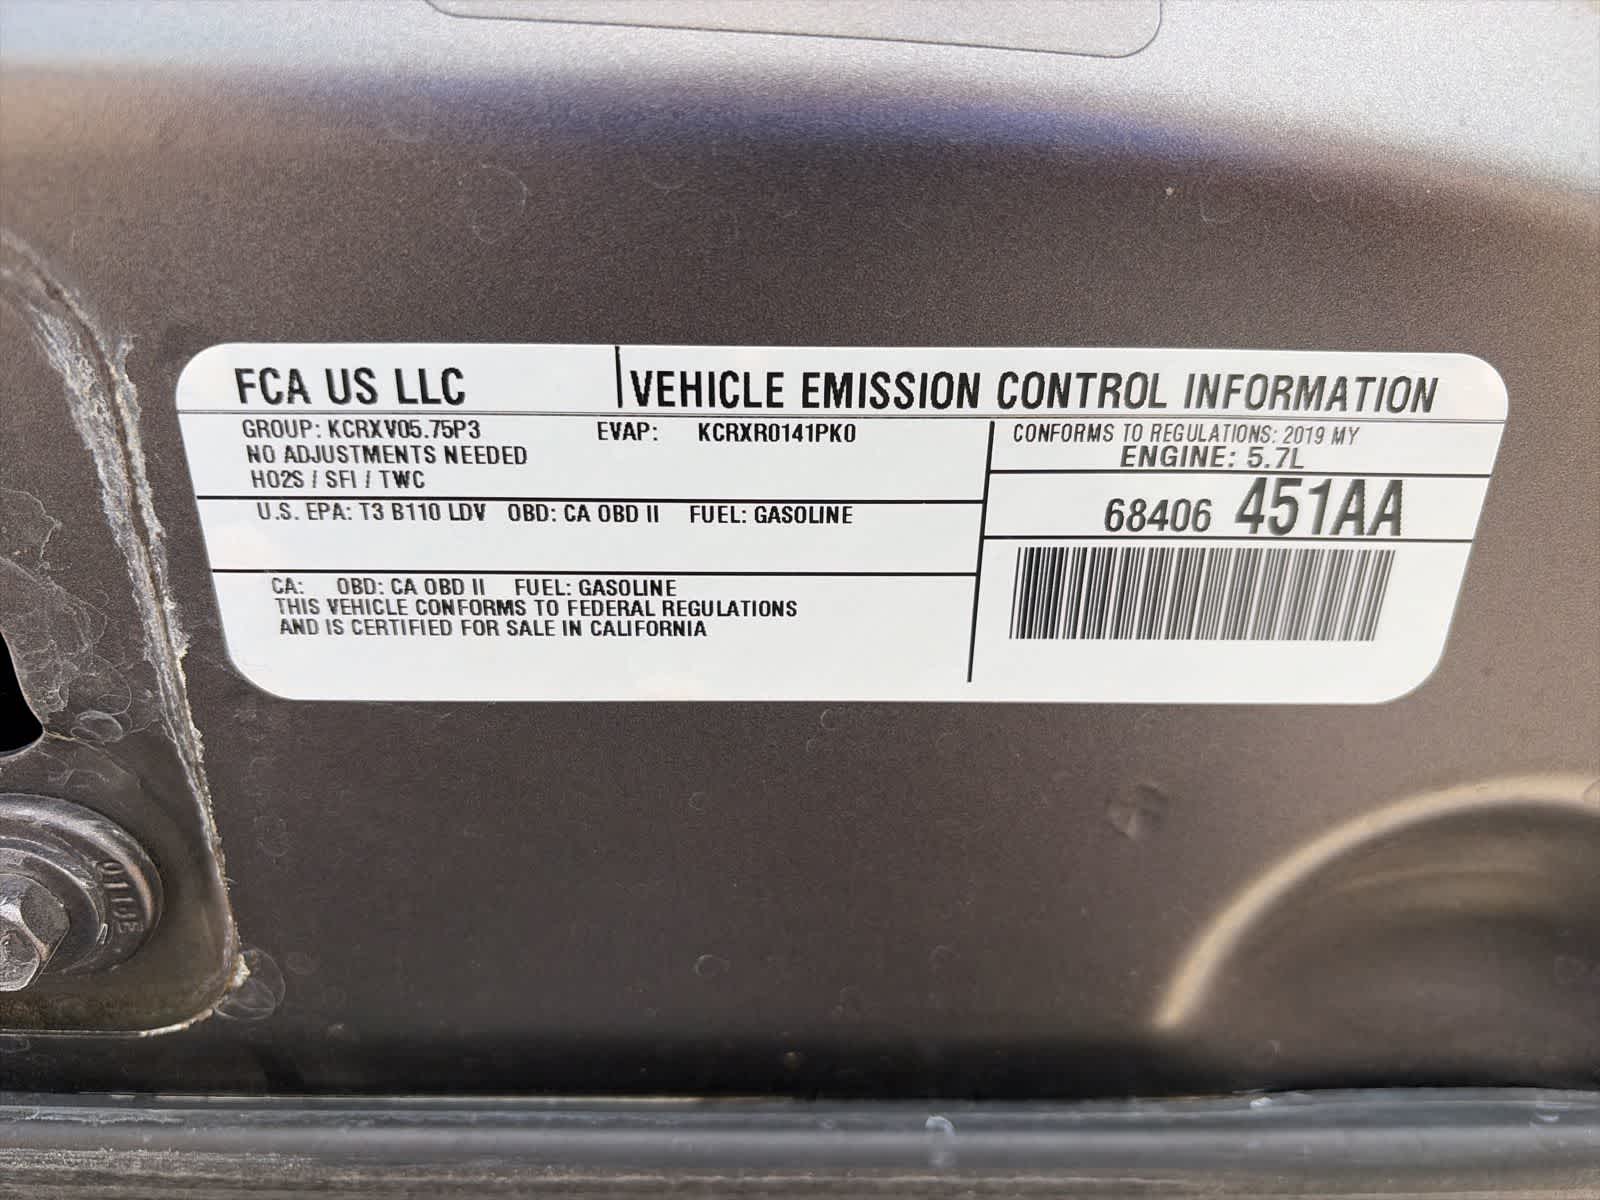 FCA US LLC VEHICLE EMISSION CONTROL INFORMATION
GROUP: KCRXV05.75P3 EVAP: KCRXR0141PK0
NO ADJUSTMENTS NEEDED
HO2S / SFI / TWC
CONFORMS TO REGULATIONS: 2019 MY
ENGINE: 5.7L
U.S. EPA: T3 B110 LDV OBD: CA OBD II FUEL: GASOLINE
68406 451AA
CA: OBD: CA OBD II FUEL: GASOLINE
THIS VEHICLE CONFORMS TO FEDERAL REGULATIONS
AND IS CERTIFIED FOR SALE IN CALIFORNIA